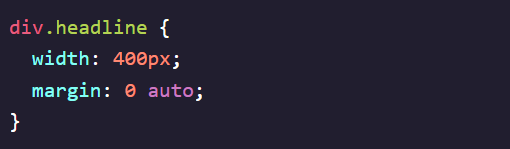 div.headline {
  width: 400px;
  margin: 0 auto;
}